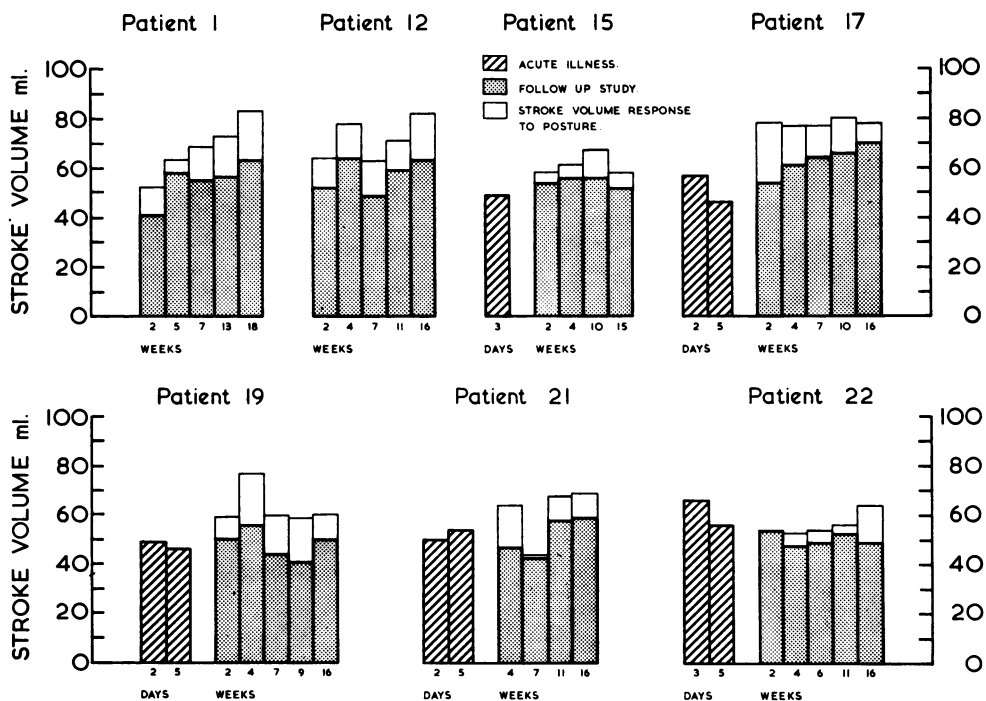 Patient 1 Patient 12 Patient 15 Patient 17
ACUTE ILLNESS.
FOLLOW UP STUDY.
STROKE VOLUME RESPONSE
TO POSTURE.
STROKE VOLUME ml.
100 100
80 80
60 60
40 40
20 20
0 0
2 5 7 13 18 2 4 7 11 16 3 2 4 10 15 2 5 2 4 7 10 16
WEEKS WEEKS DAYS WEEKS DAYS WEEKS
Patient 19 Patient 21 Patient 22
STROKE VOLUME ml.
100 100
80 80
60 60
40 40
20 20
0 0
2 5 2 4 7 9 16 2 5 4 7 11 16 3 5 2 4 6 11 16
DAYS WEEKS DAYS WEEKS DAYS WEEKS